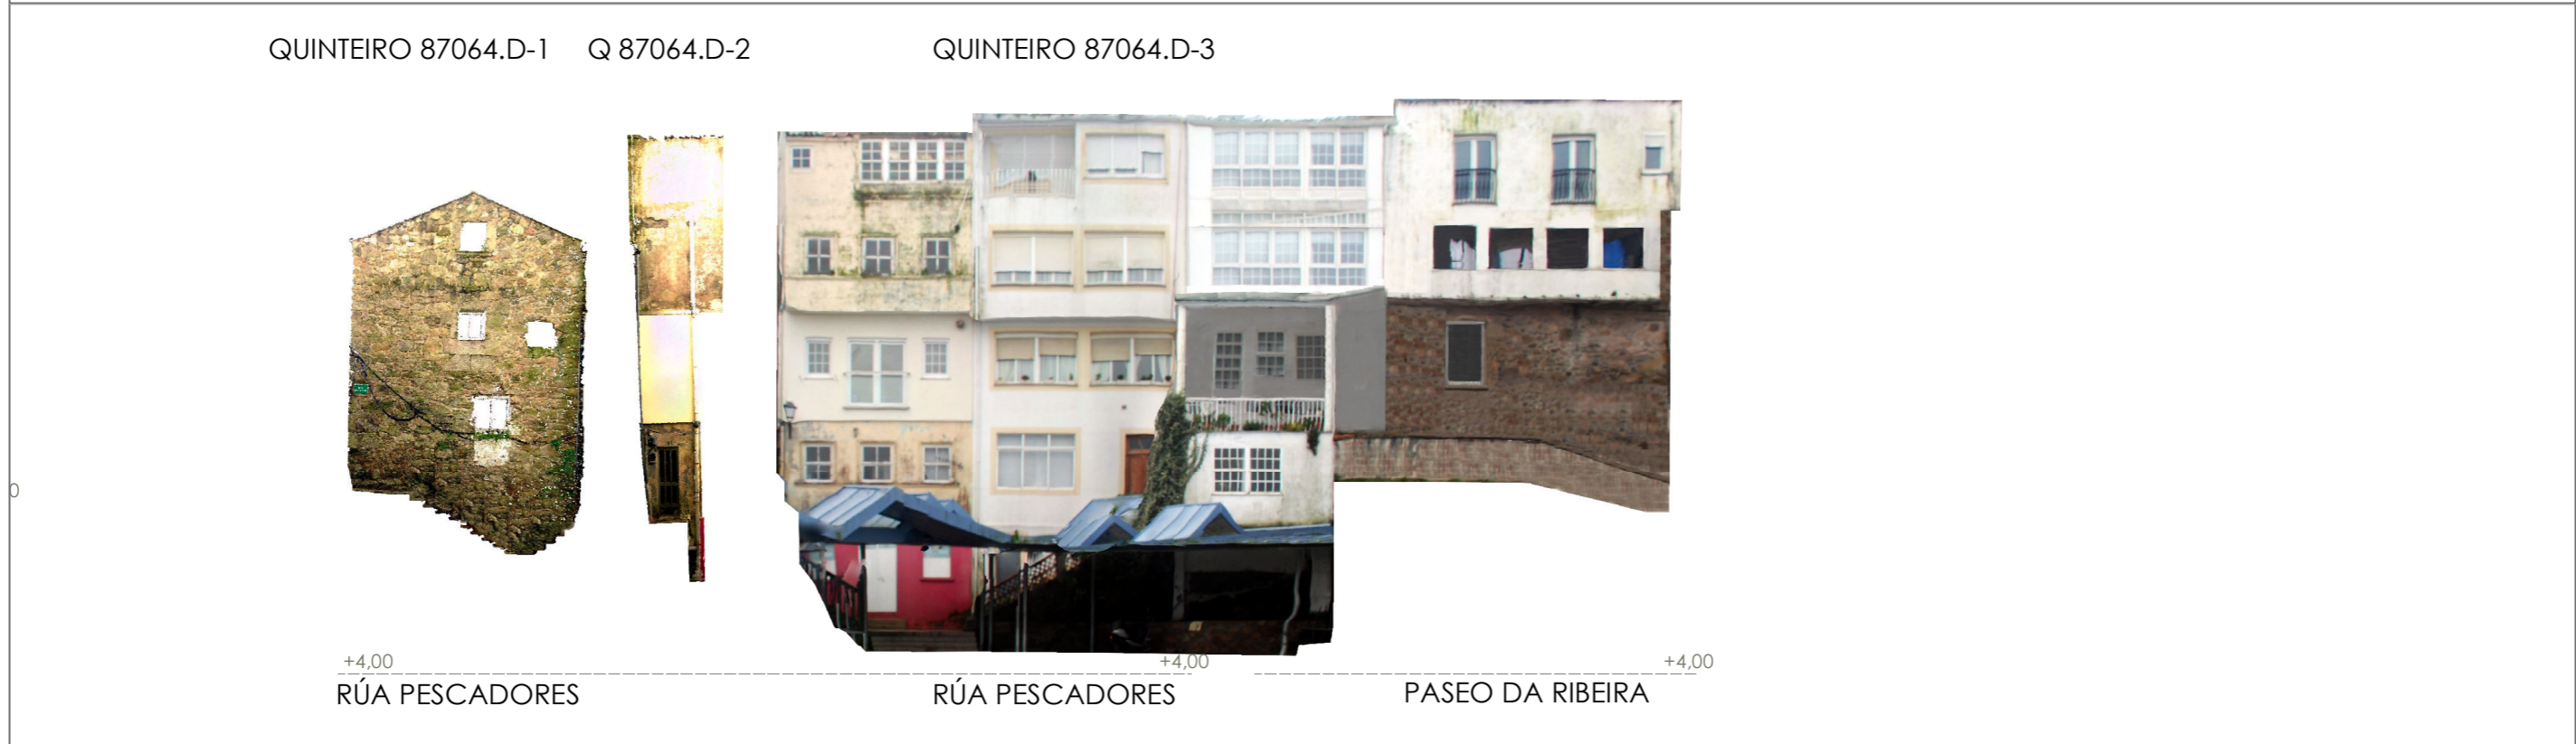 QUINTEIRO 87064.D-1 Q 87064.D-2 QUINTEIRO 87064.D-3
0
+4,00 +4,00 +4,00
RÚA PESCADORES RÚA PESCADORES PASEO DA RIBEIRA